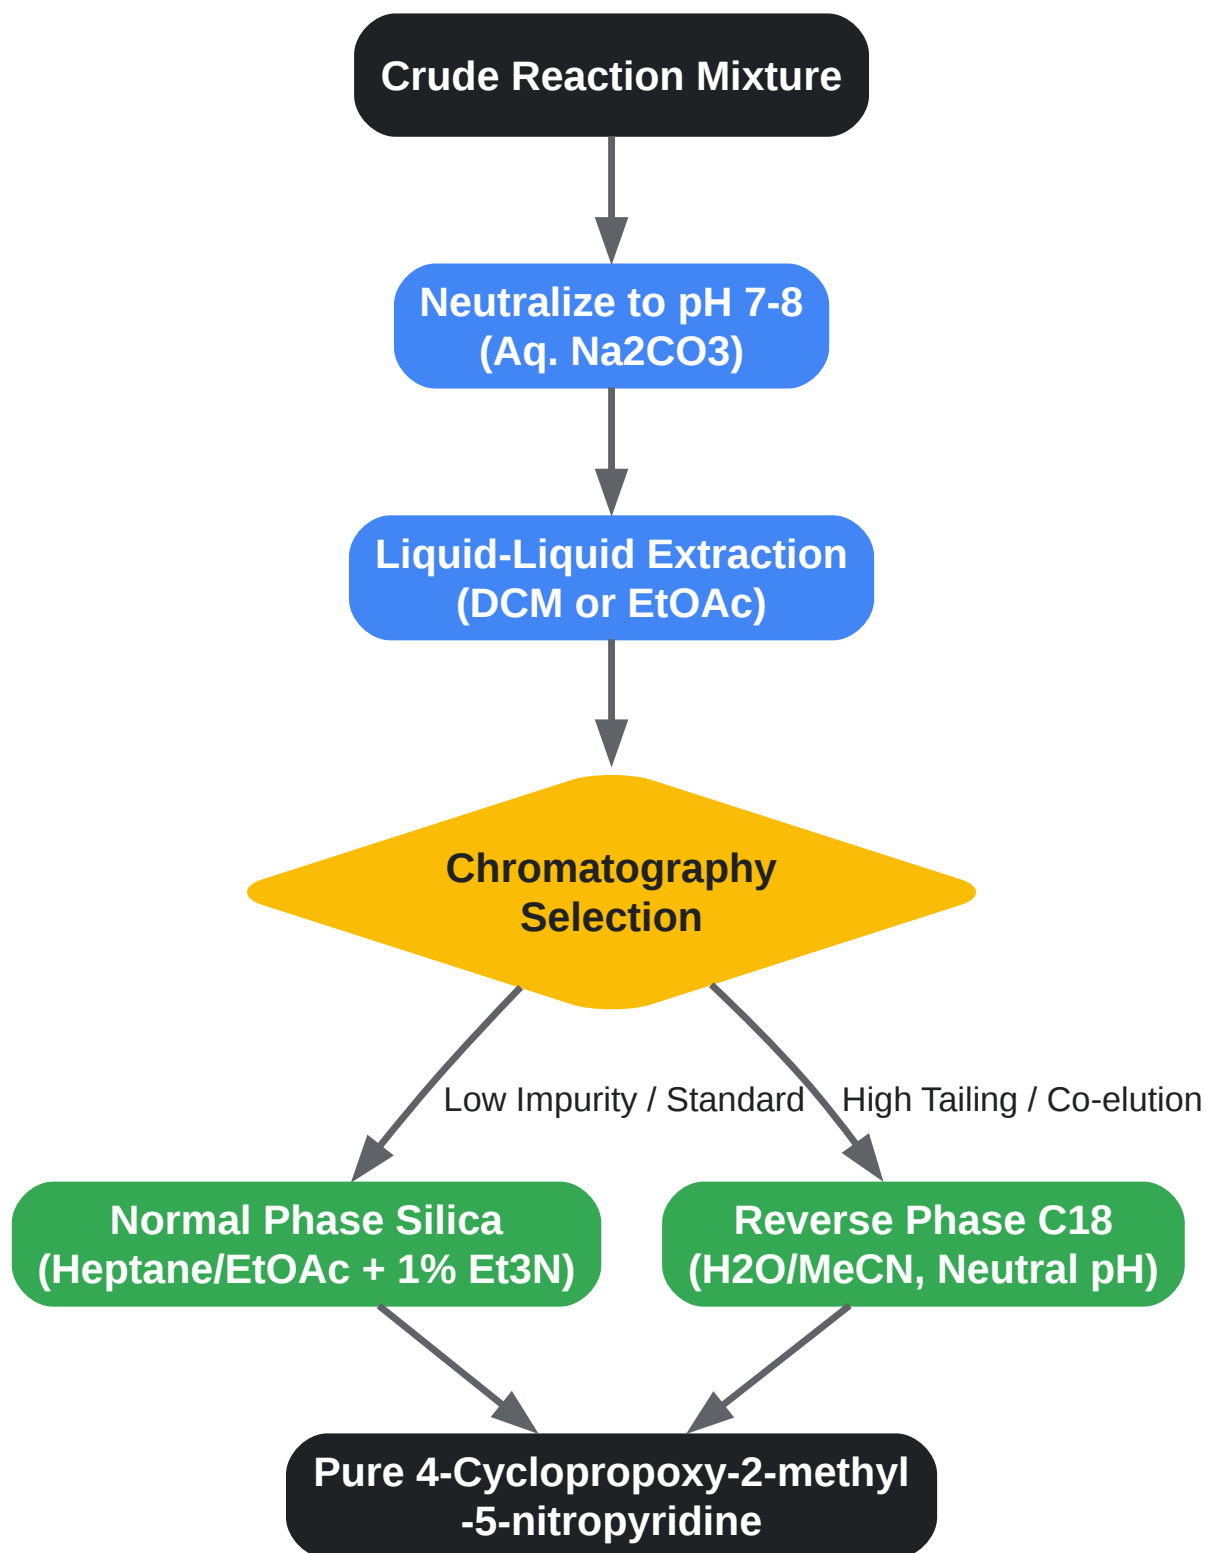 Crude Reaction Mixture
Neutralize to pH 7-8
(Aq. Na2CO3)
Liquid-Liquid Extraction
(DCM or EtOAc)
Chromatography
Selection
Low Impurity / Standard
High Tailing / Co-elution
Normal Phase Silica
(Heptane/EtOAc + 1% Et3N)
Reverse Phase C18
(H2O/MeCN, Neutral pH)
Pure 4-Cyclopropoxy-2-methyl
-5-nitropyridine